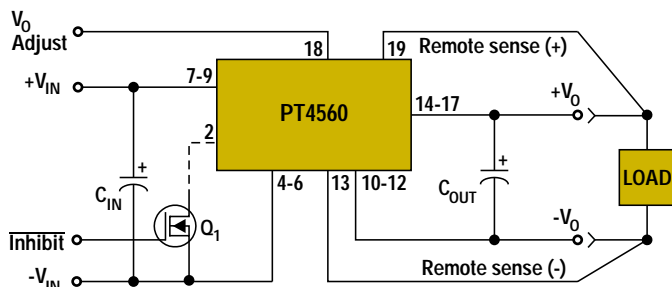 V_O
Adjust
18
19
Remote sense (+)
+V_IN
7-9
14-17
+V_O
PT4560
2
+
+
C_IN
4-6
13
10-12
C_OUT
LOAD
Inhibit
Q_1
-V_O
-V_IN
Remote sense (-)